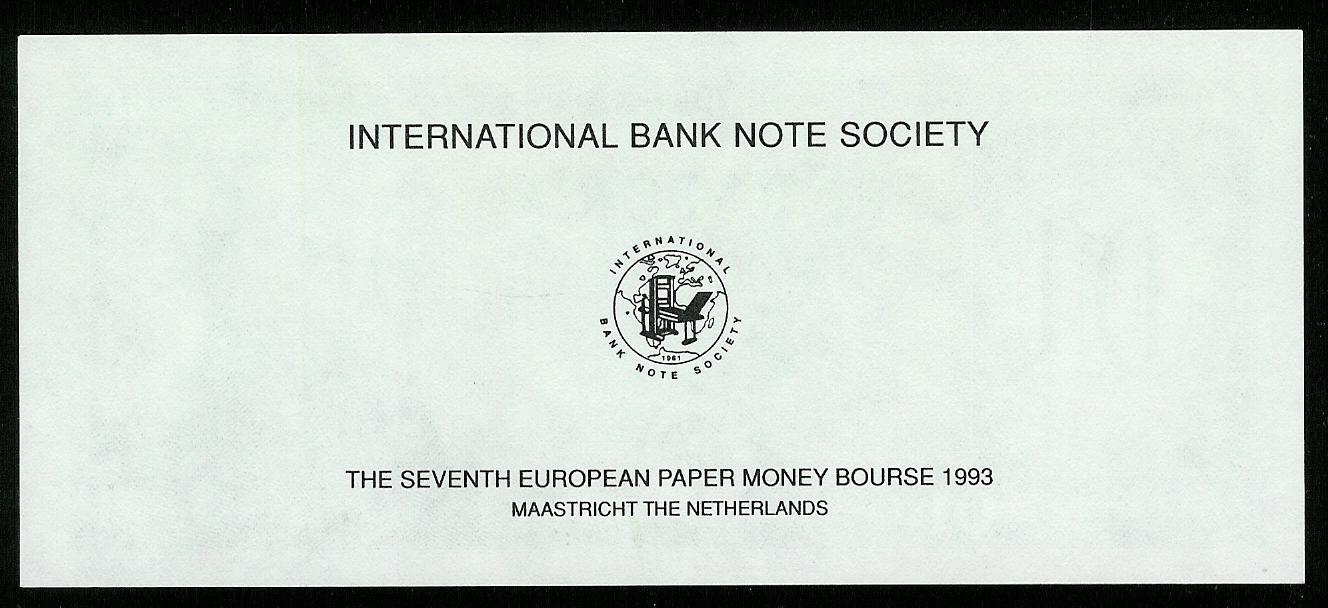 INTERNATIONAL BANK NOTE SOCIETY
INTERNATIONAL
BANK NOTE SOCIETY
1961
THE SEVENTH EUROPEAN PAPER MONEY BOURSE 1993
MAASTRICHT THE NETHERLANDS